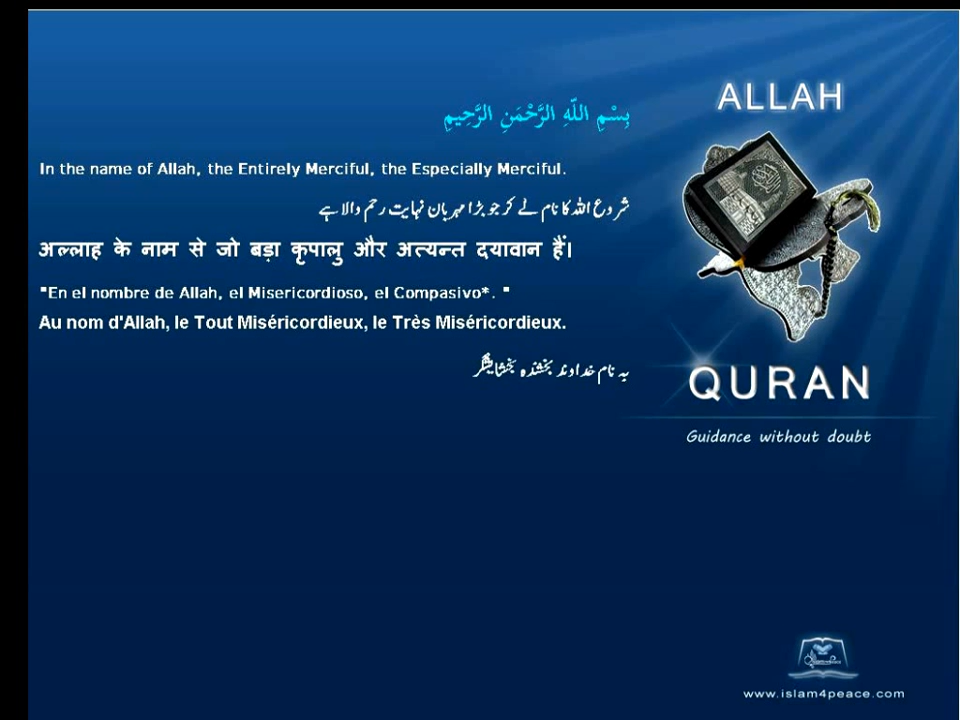 بِسْمِ اللّهِ الرَّحْمَنِ الرَّحِيمِ
In the name of Allah, the Entirely Merciful, the Especially Merciful.
شروع الله کا نام لے کر جو بڑا مہربان نہایت رحم والا ہے
अल्लाह के नाम से जो बड़ा कृपालु और अत्यन्त दयावान हैं।
"En el nombre de Allah, el Misericordioso, el Compasivo*. "
Au nom d'Allah, le Tout Miséricordieux, le Très Miséricordieux.
به نام خداوند بخشنده بخشایشگر
ALLAH
QURAN
Guidance without doubt
www.islam4peace.com